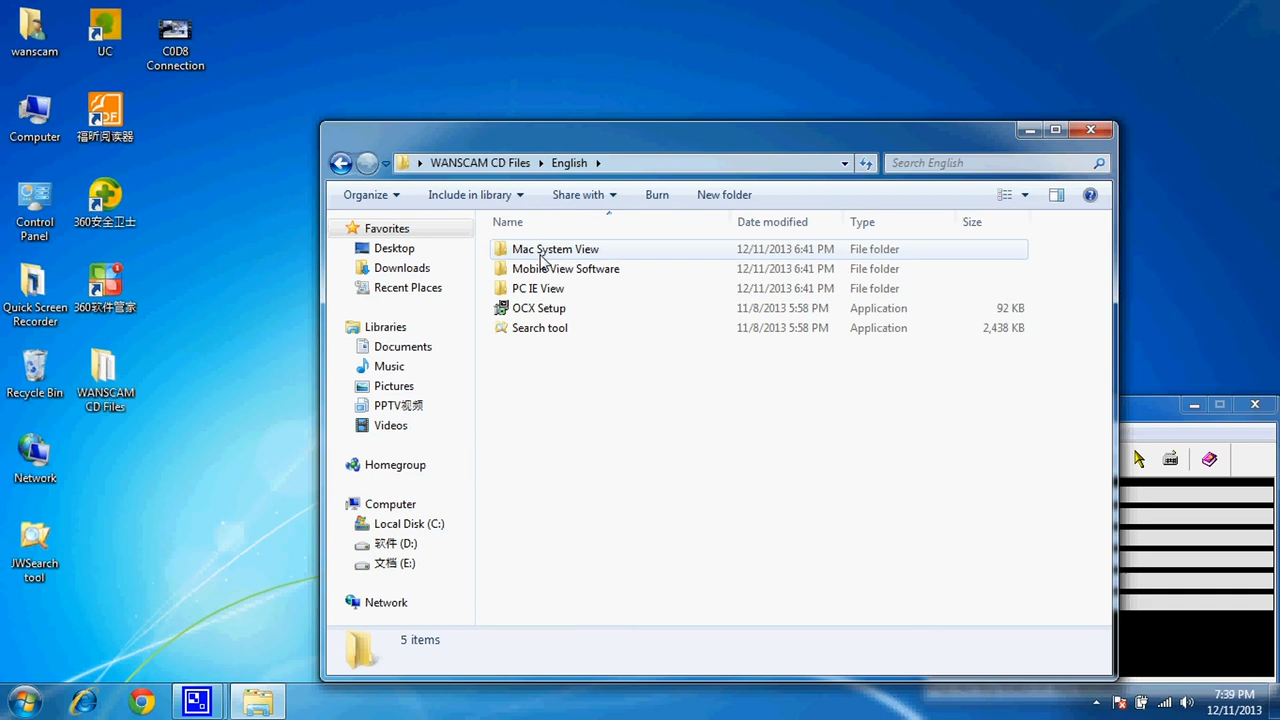 wanscam
UC
C0D8
Connection
Computer
福昕阅读器
Control
Panel
360安全卫士
Quick Screen
Recorder
360软件管家
1
Recycle Bin
WANSCAM
CD Files
Network
JWSearch
tool
WANSCAM CD Files
English
Search English
Organize
Include in library
Share with
Burn
New folder
Name
Date modified
Type
Size
Favorites
Desktop
Downloads
Recent Places
Libraries
Documents
Music
Pictures
PPTV视频
Videos
Homegroup
Computer
Local Disk (C:)
软件 (D:)
文档 (E:)
Network
Mac System View 12/11/2013 6:41 PM File folder
Mobile View Software 12/11/2013 6:41 PM File folder
PC IE View 12/11/2013 6:41 PM File folder
OCX Setup 11/8/2013 5:58 PM Application 92 KB
Search tool 11/8/2013 5:58 PM Application 2,438 KB
5 items
7:39 PM
12/11/2013